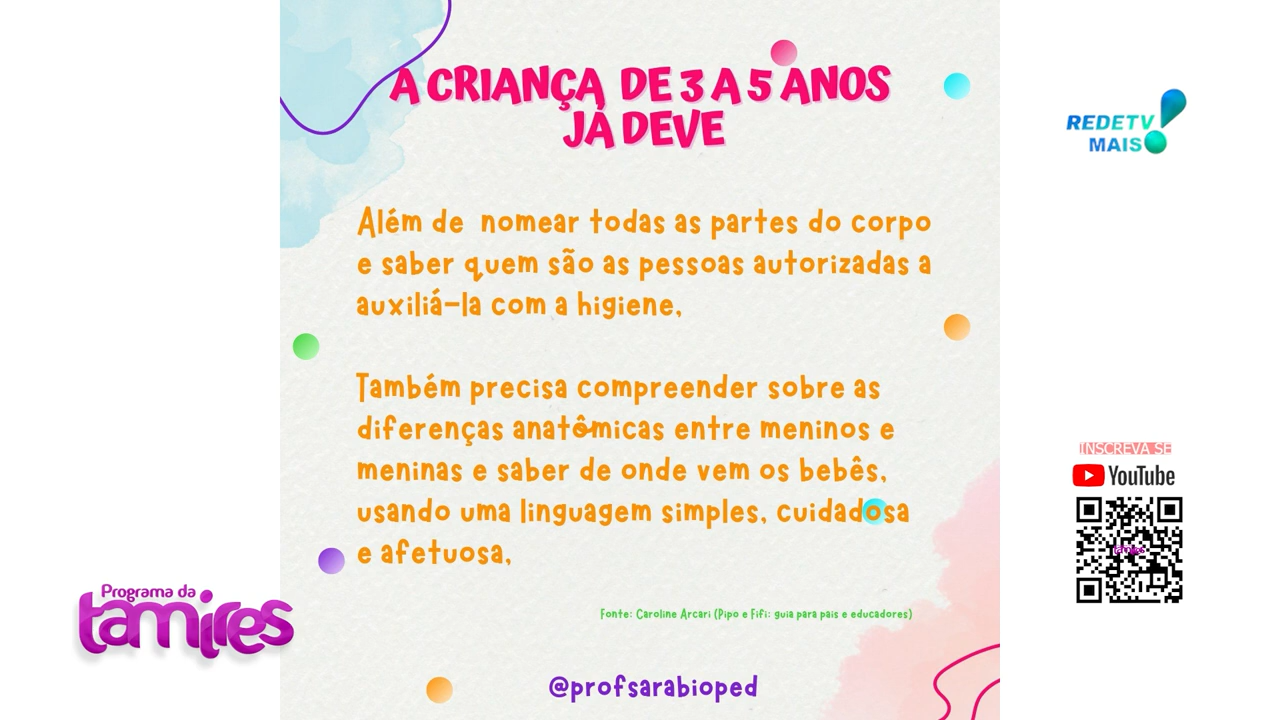 A CRIANÇA DE 3 A 5 ANOS
JÁ DEVE
Além de nomear todas as partes do corpo
e saber quem são as pessoas autorizadas a
auxiliá-la com a higiene,
Também precisa compreender sobre as
diferenças anatômicas entre meninos e
meninas e saber de onde vem os bebês,
usando uma linguagem simples, cuidadosa
e afetuosa,
Fonte: Caroline Arcari (Pipo e Fifi: guia para pais e educadores)
@profsarabioped
REDETV
MAIS
INSCREVA SE
YouTube
tamires
Programa da
tamires